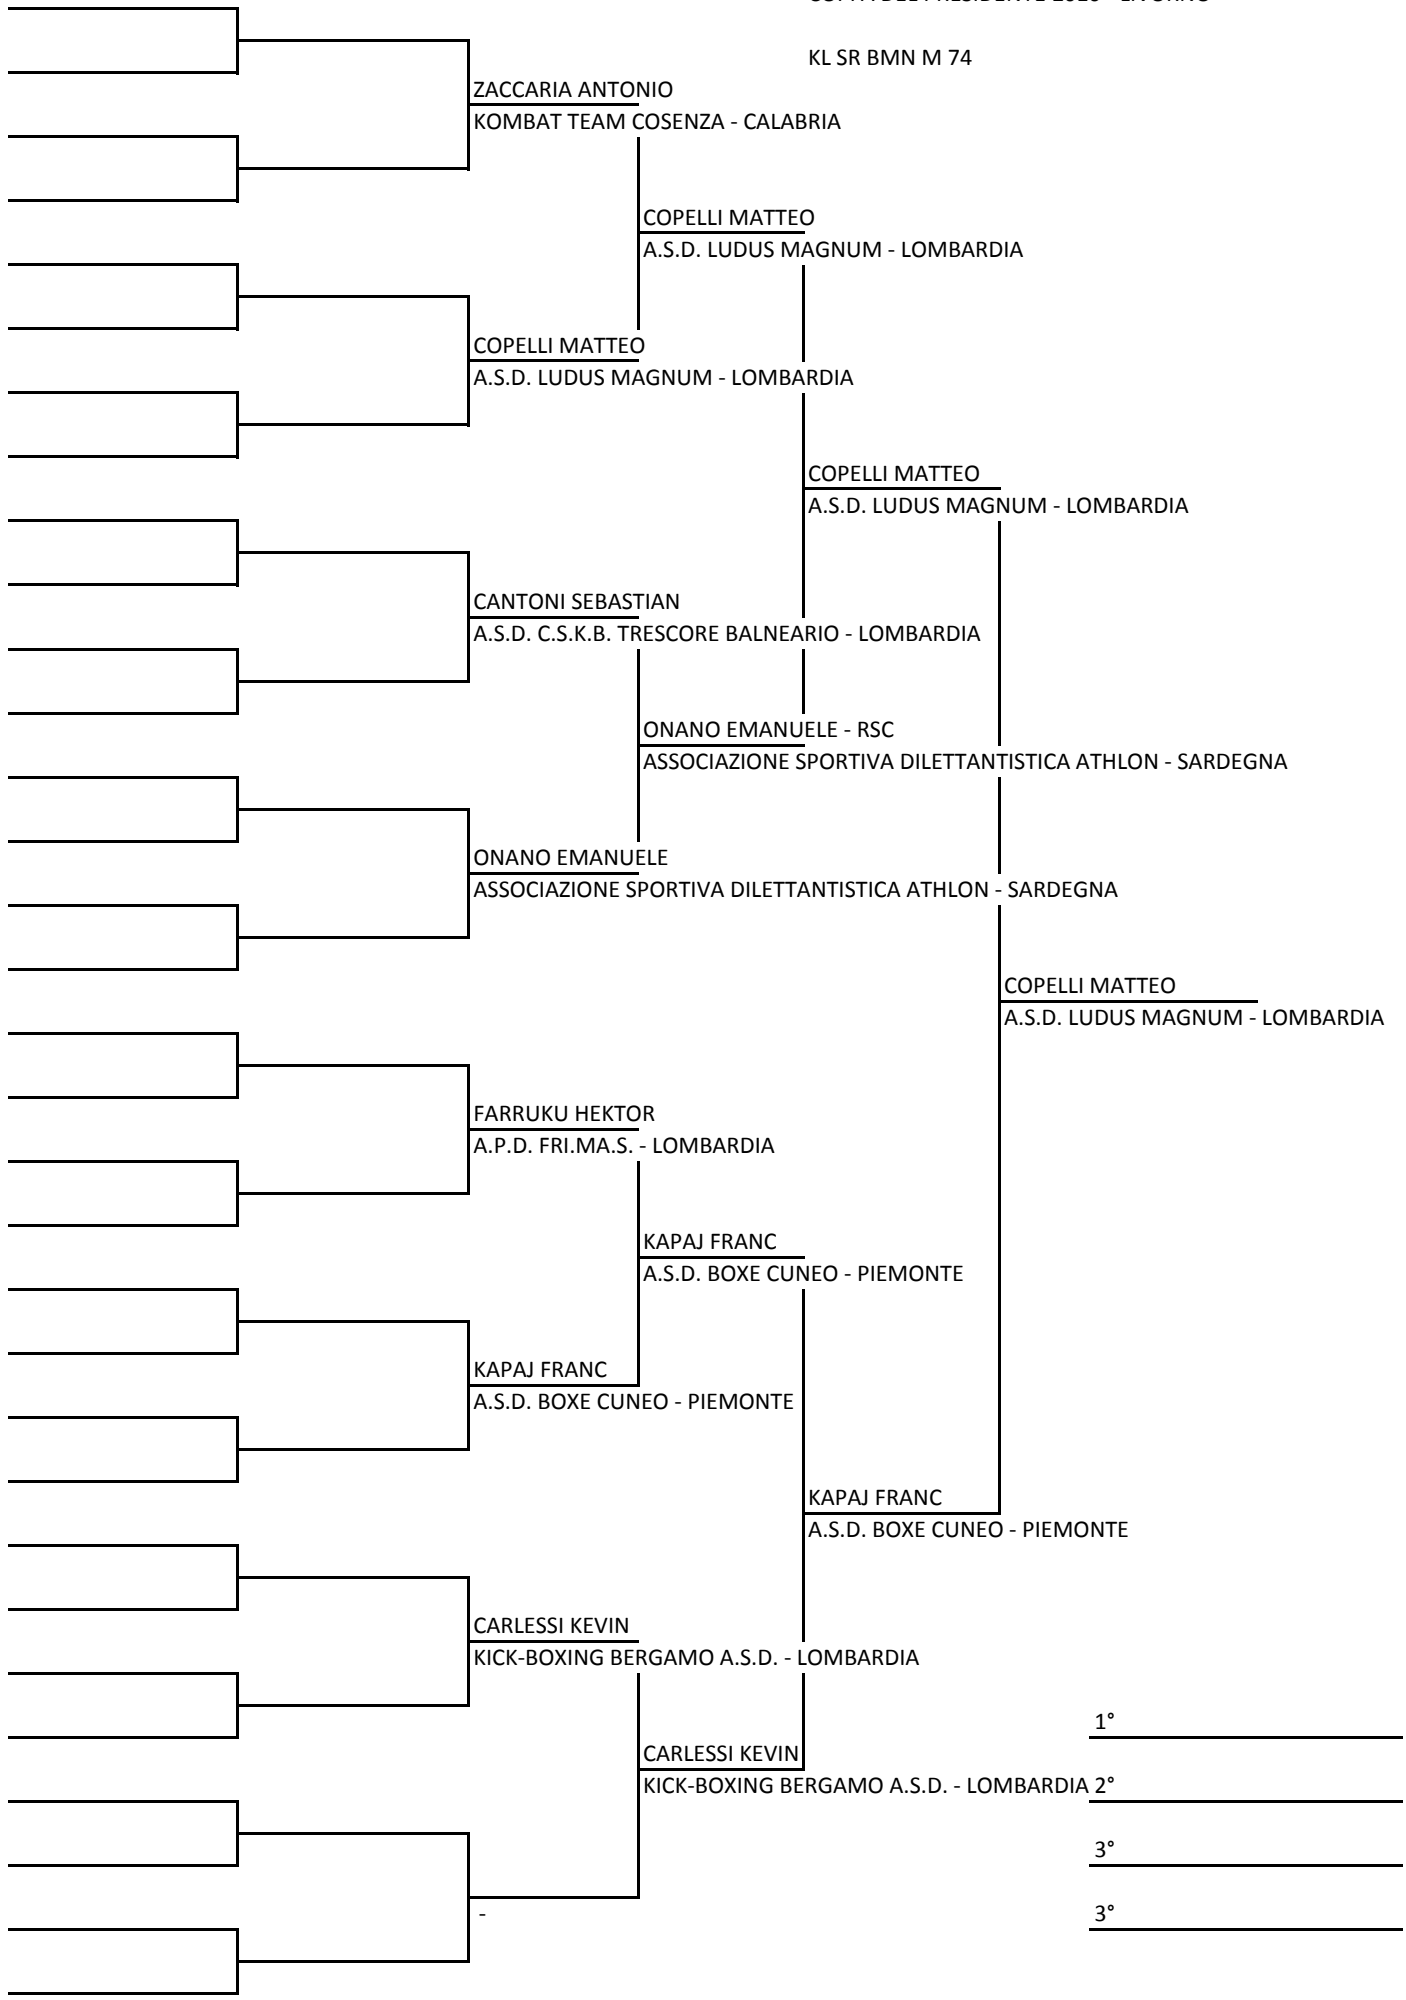 KL SR BMN M 74
ZACCARIA ANTONIO
KOMBAT TEAM COSENZA - CALABRIA
COPELLI MATTEO
A.S.D. LUDUS MAGNUM - LOMBARDIA
COPELLI MATTEO
A.S.D. LUDUS MAGNUM - LOMBARDIA
COPELLI MATTEO
A.S.D. LUDUS MAGNUM - LOMBARDIA
CANTONI SEBASTIAN
A.S.D. C.S.K.B. TRESCORE BALNEARIO - LOMBARDIA
ONANO EMANUELE - RSC
ASSOCIAZIONE SPORTIVA DILETTANTISTICA ATHLON - SARDEGNA
ONANO EMANUELE
ASSOCIAZIONE SPORTIVA DILETTANTISTICA ATHLON - SARDEGNA
COPELLI MATTEO
A.S.D. LUDUS MAGNUM - LOMBARDIA
FARRUKU HEKTOR
A.P.D. FRI.MA.S. - LOMBARDIA
KAPAJ FRANC
A.S.D. BOXE CUNEO - PIEMONTE
KAPAJ FRANC
A.S.D. BOXE CUNEO - PIEMONTE
KAPAJ FRANC
A.S.D. BOXE CUNEO - PIEMONTE
CARLESSI KEVIN
KICK-BOXING BERGAMO A.S.D. - LOMBARDIA
1°
CARLESSI KEVIN
KICK-BOXING BERGAMO A.S.D. - LOMBARDIA 2°
3°
-
3°